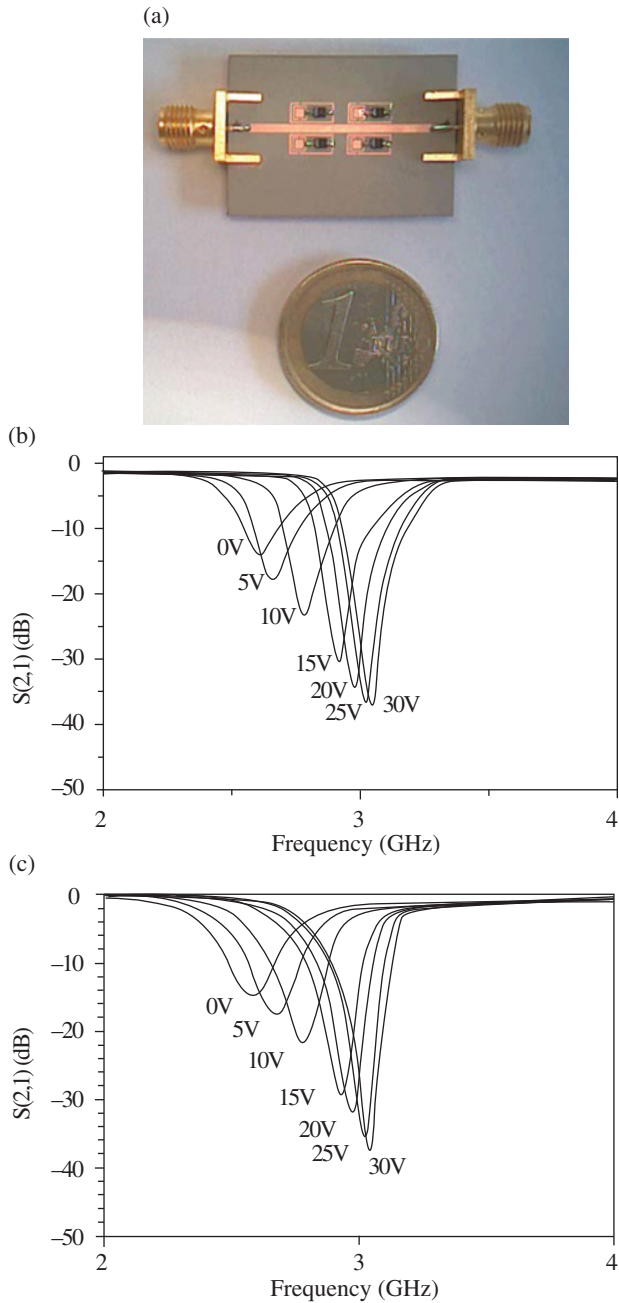 (a)
1
EURO
(b)
0
–10
–20
–30
–40
–50
S(2,1) (dB)
0V
5V
10V
15V
20V
25V
30V
2
3
4
Frequency (GHz)
(c)
0
–10
–20
–30
–40
–50
S(2,1) (dB)
0V
5V
10V
15V
20V
25V
30V
2
3
4
Frequency (GHz)